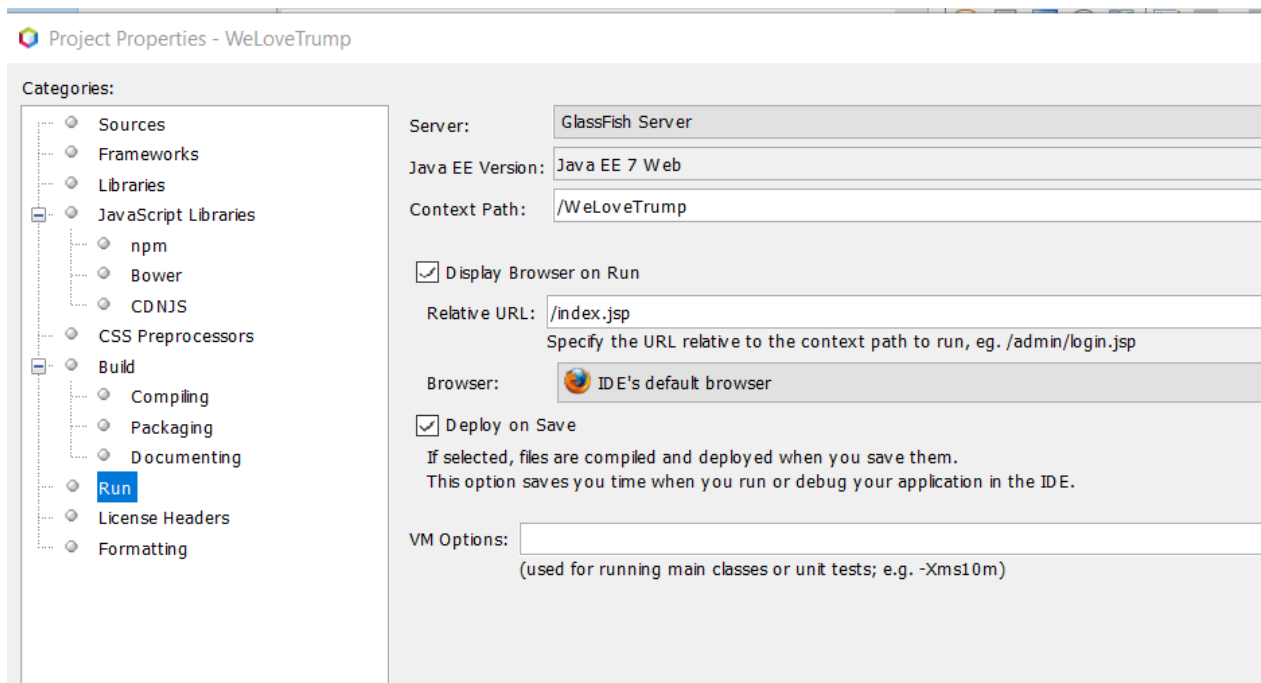 Project Properties - WeLoveTrump
Categories:
Sources
Frameworks
Libraries
JavaScript Libraries
npm
Bower
CDNJS
CSS Preprocessors
Build
Compiling
Packaging
Documenting
Run
License Headers
Formatting
Server: GlassFish Server
Java EE Version: Java EE 7 Web
Context Path: /WeLoveTrump
Display Browser on Run
Relative URL: /index.jsp
Specify the URL relative to the context path to run, eg. /admin/login.jsp
Browser: IDE's default browser
Deploy on Save
If selected, files are compiled and deployed when you save them.
This option saves you time when you run or debug your application in the IDE.
VM Options:
(used for running main classes or unit tests; e.g. -Xms10m)